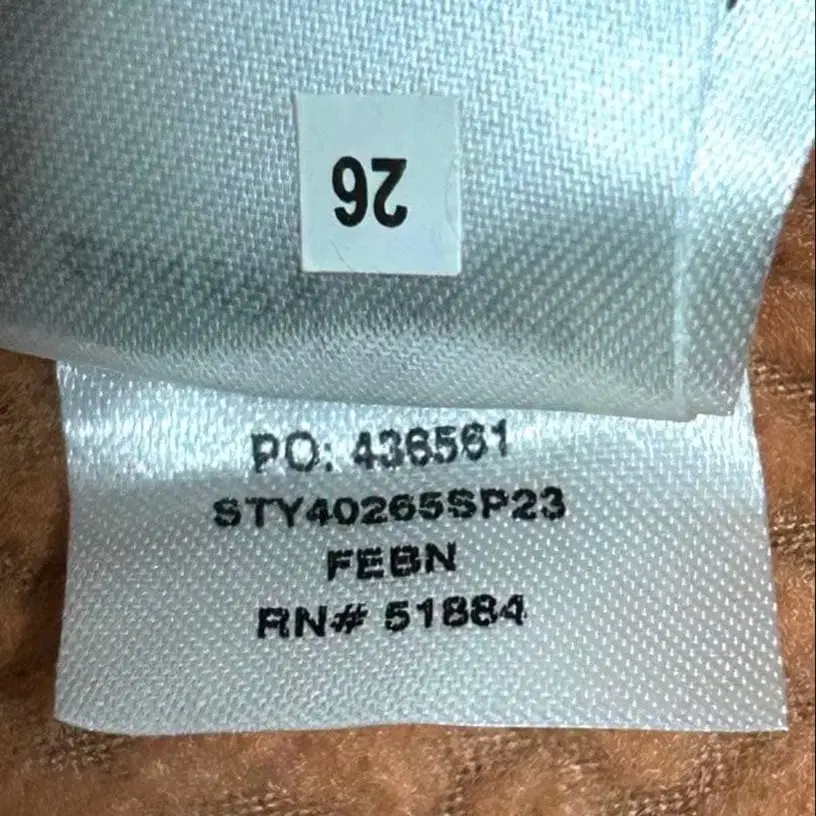 26
PO: 436561
STY40265SP23
FEBN
RN# 51884